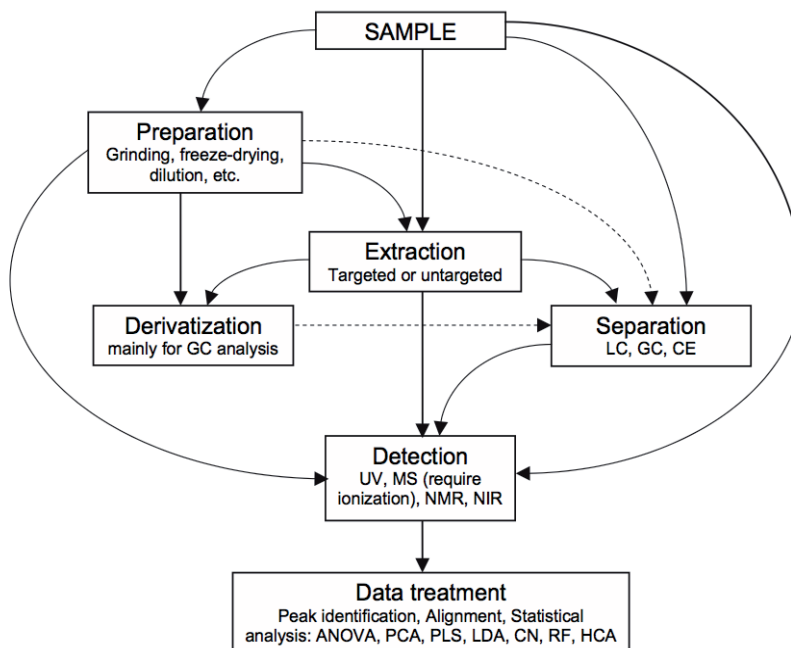 SAMPLE
Preparation
Grinding, freeze-drying,
dilution, etc.
Extraction
Targeted or untargeted
Derivatization
mainly for GC analysis
Separation
LC, GC, CE
Detection
UV, MS (require
ionization), NMR, NIR
Data treatment
Peak identification, Alignment, Statistical
analysis: ANOVA, PCA, PLS, LDA, CN, RF, HCA